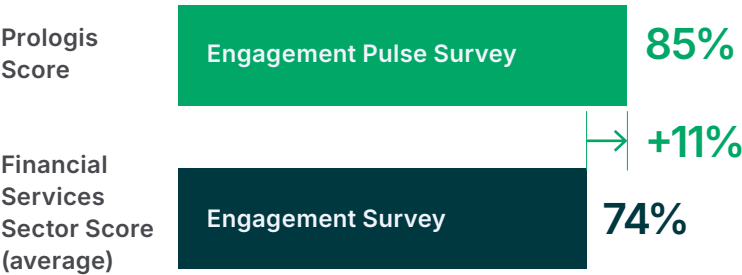 Prologis
Score
Engagement Pulse Survey
85%
+11%
Financial
Services
Sector Score
(average)
Engagement Survey
74%